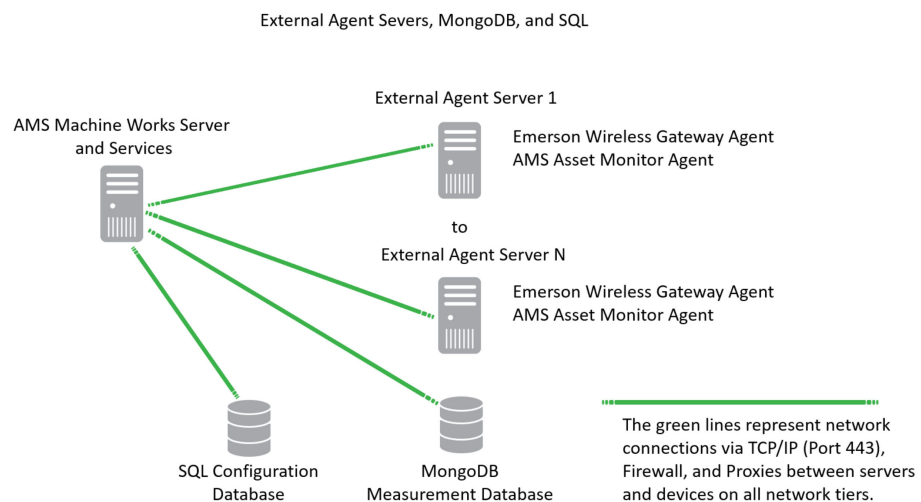 External Agent Severs, MongoDB, and SQL
External Agent Server 1
AMS Machine Works Server
and Services
Emerson Wireless Gateway Agent
AMS Asset Monitor Agent
to
External Agent Server N
Emerson Wireless Gateway Agent
AMS Asset Monitor Agent
SQL Configuration
Database
MongoDB
Measurement Database
The green lines represent network
connections via TCP/IP (Port 443),
Firewall, and Proxies between servers
and devices on all network tiers.